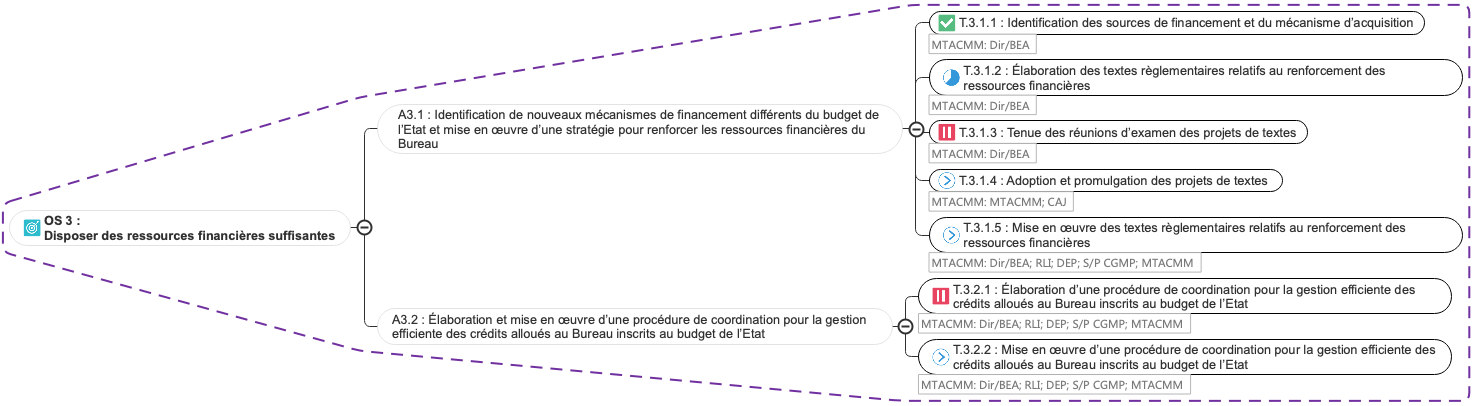 T.3.1.1 : Identification des sources de financement et du mécanisme d’acquisition
MTACMM: Dir/BEA
T.3.1.2 : Élaboration des textes règlementaires relatifs au renforcement des
ressources financières
MTACMM: Dir/BEA
A3.1 : Identification de nouveaux mécanismes de financement différents du budget de
l’Etat et mise en œuvre d’une stratégie pour renforcer les ressources financières du
Bureau
T.3.1.3 : Tenue des réunions d’examen des projets de textes
MTACMM: Dir/BEA
T.3.1.4 : Adoption et promulgation des projets de textes
MTACMM: MTACMM; CAJ
OS 3 :
Disposer des ressources financières suffisantes
T.3.1.5 : Mise en œuvre des textes règlementaires relatifs au renforcement des
ressources financières
MTACMM: Dir/BEA; RLI; DEP; S/P CGMP; MTACMM
T.3.2.1 : Élaboration d’une procédure de coordination pour la gestion efficiente des
crédits alloués au Bureau inscrits au budget de l’Etat
MTACMM: Dir/BEA; RLI; DEP; S/P CGMP; MTACMM
A3.2 : Élaboration et mise en œuvre d’une procédure de coordination pour la gestion
efficiente des crédits alloués au Bureau inscrits au budget de l’Etat
T.3.2.2 : Mise en œuvre d’une procédure de coordination pour la gestion efficiente des
crédits alloués au Bureau inscrits au budget de l’Etat
MTACMM: Dir/BEA; RLI; DEP; S/P CGMP; MTACMM